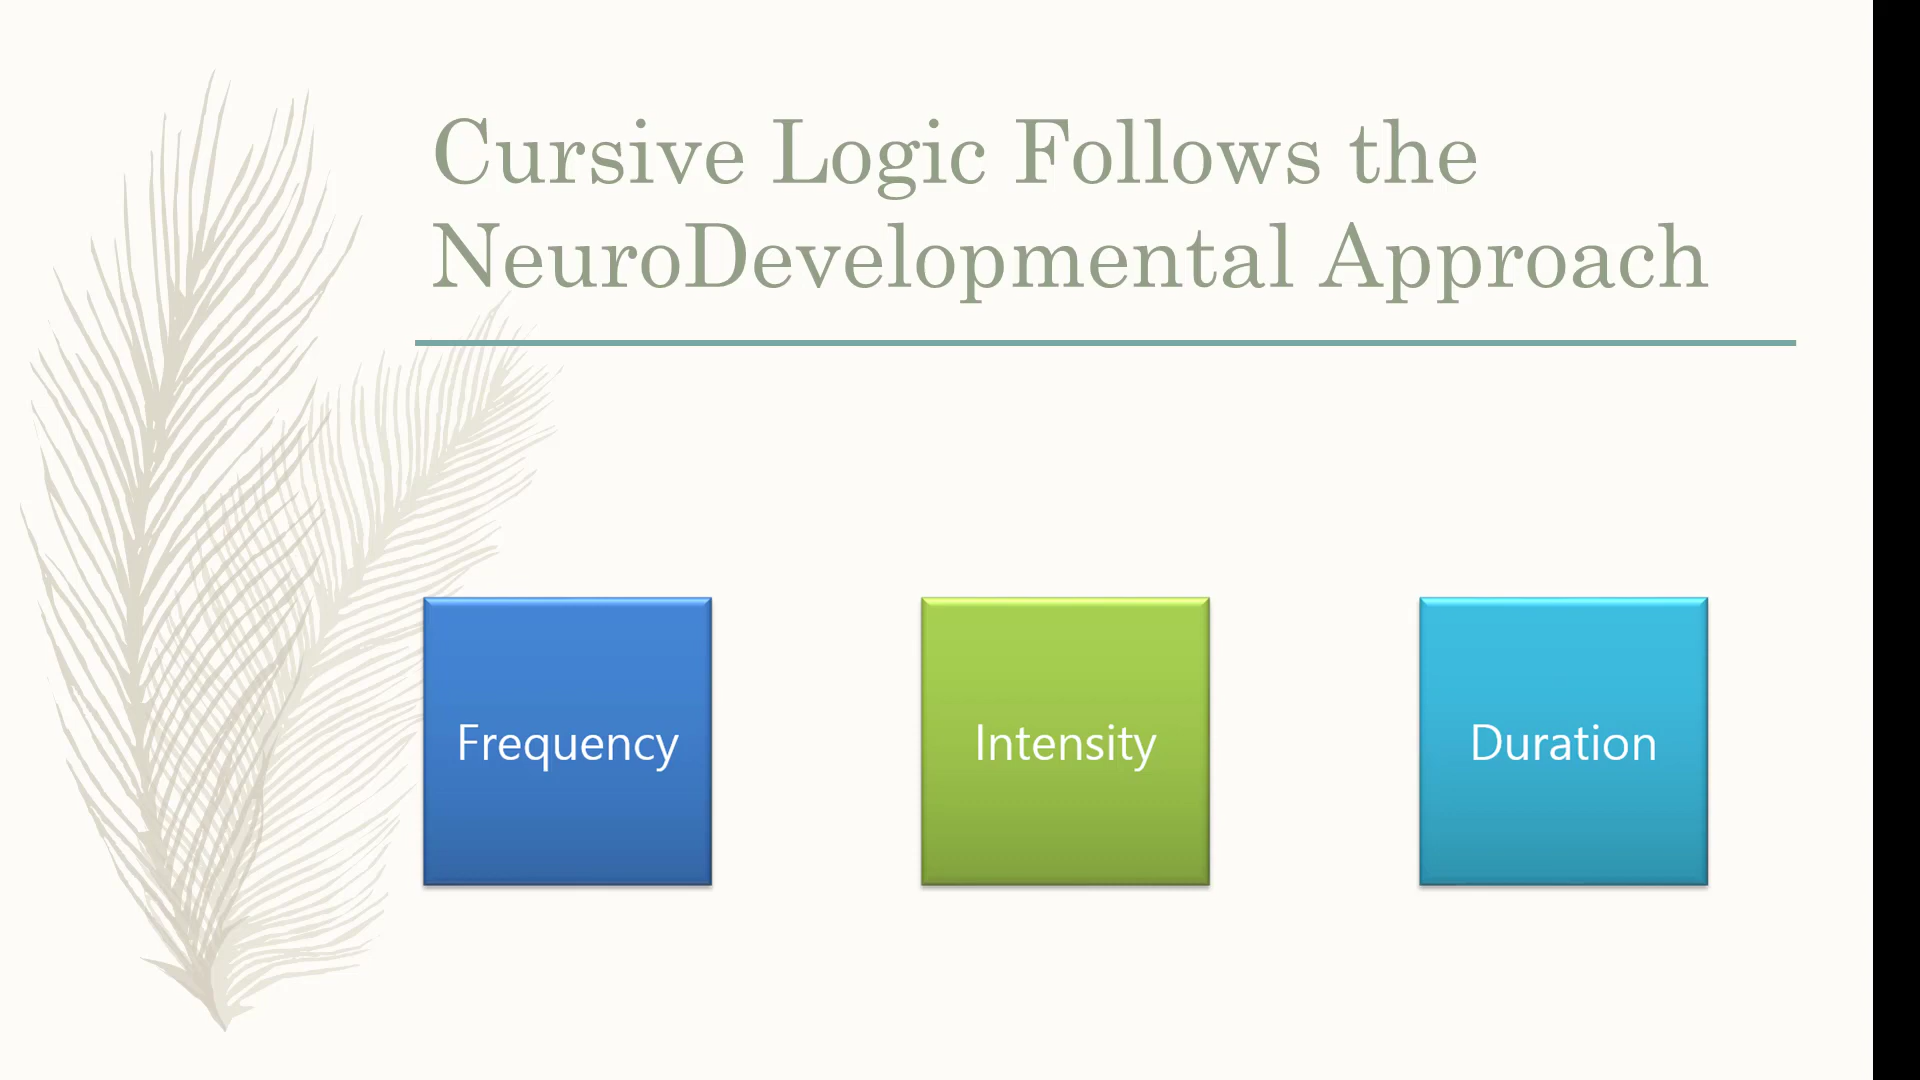 Cursive Logic Follows the
NeuroDevelopmental Approach
Frequency
Intensity
Duration